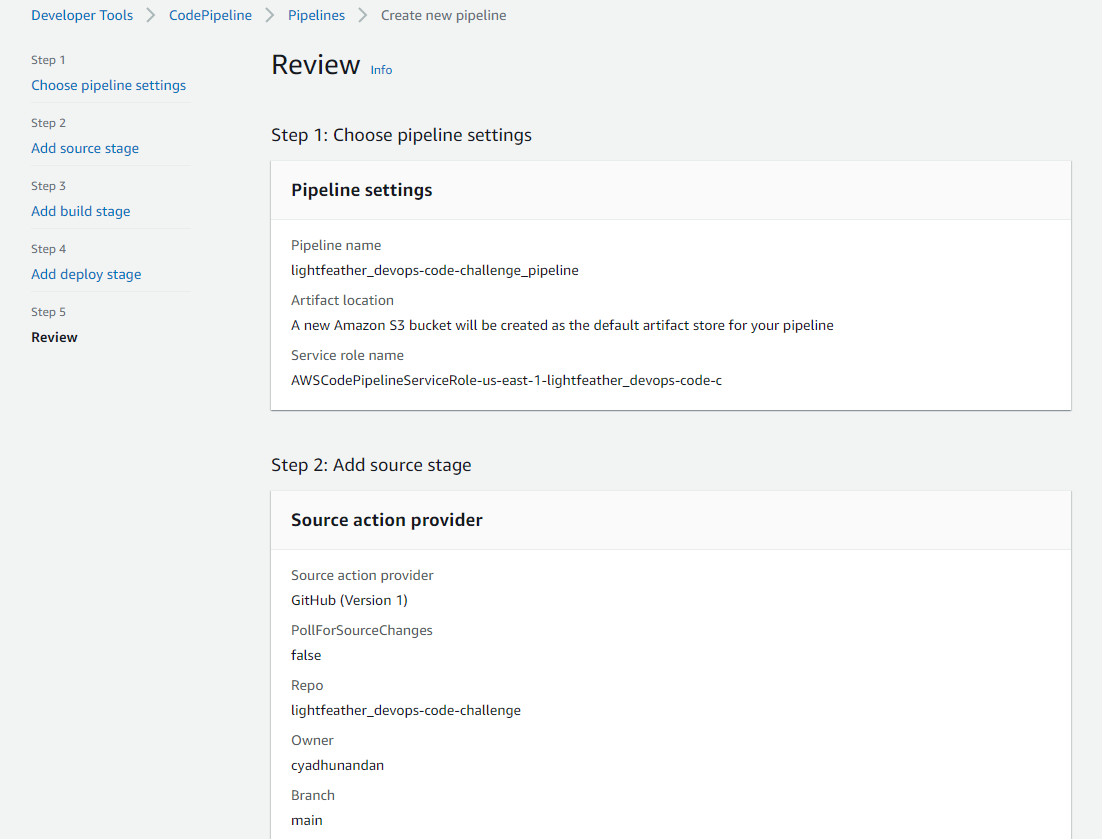 Developer Tools > CodePipeline > Pipelines > Create new pipeline
Step 1
Choose pipeline settings
Step 2
Add source stage
Step 3
Add build stage
Step 4
Add deploy stage
Step 5
Review
Review Info
Step 1: Choose pipeline settings
Pipeline settings
Pipeline name
lightfeather_devops-code-challenge_pipeline
Artifact location
A new Amazon S3 bucket will be created as the default artifact store for your pipeline
Service role name
AWSCodePipelineServiceRole-us-east-1-lightfeather_devops-code-c
Step 2: Add source stage
Source action provider
Source action provider
GitHub (Version 1)
PollForSourceChanges
false
Repo
lightfeather_devops-code-challenge
Owner
cyadhunandan
Branch
main